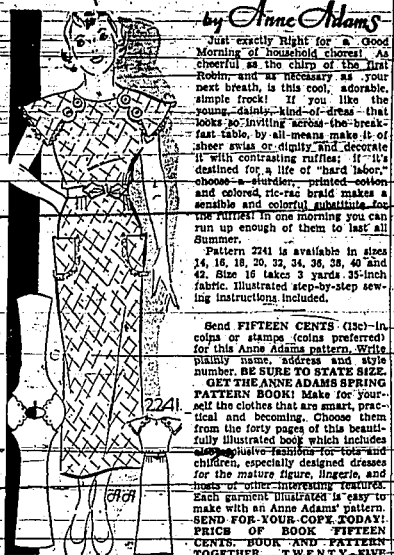 by Anne Adams
Just exactly Right for a Good
Morning of household chores! As
cheerful as the chirp of the first
Robin, and as necessary as your
next breath, is this cool, adorable,
simple frock! If you like the
young, dainty kind of dress that
looks so inviting across the break-
fast table, by all means make it of
sheer swiss or dignity and decorate
it with contrasting ruffles; if it's
destined for a life of "hard labor,"
choose a sturdier, printed cotton
and colored, ric-rac braid makes a
sensible and colorful substitute for
the ruffles! In one morning you can
run up enough of them to last all
Summer.
Pattern 2241 is available in sizes
14, 16, 18, 20, 32, 34, 36, 38, 40 and
42. Size 16 takes 3 yards 35-inch
fabric. Illustrated step-by-step sew-
ing instructions included.
Send FIFTEEN CENTS (15c) in
coins or stamps (coins preferred)
for this Anne Adams pattern. Write
plainly name, address and style
number. BE SURE TO STATE SIZE.
GET THE ANNE ADAMS SPRING
PATTERN BOOK! Make for your-
self the clothes that are smart, prac-
tical and becoming. Choose them
from the forty pages of this beauti-
fully illustrated book which includes
also exclusive fashions for tots and
children, especially designed dresses
for the mature figure, lingerie, and
hosts of other interesting features.
Each garment illustrated is easy to
make with an Anne Adams' pattern.
SEND FOR YOUR COPY TODAY!
PRICE OF BOOK FIFTEEN
CENTS. BOOK AND PATTERN
TOGETHER TWENTY-FIVE
2241